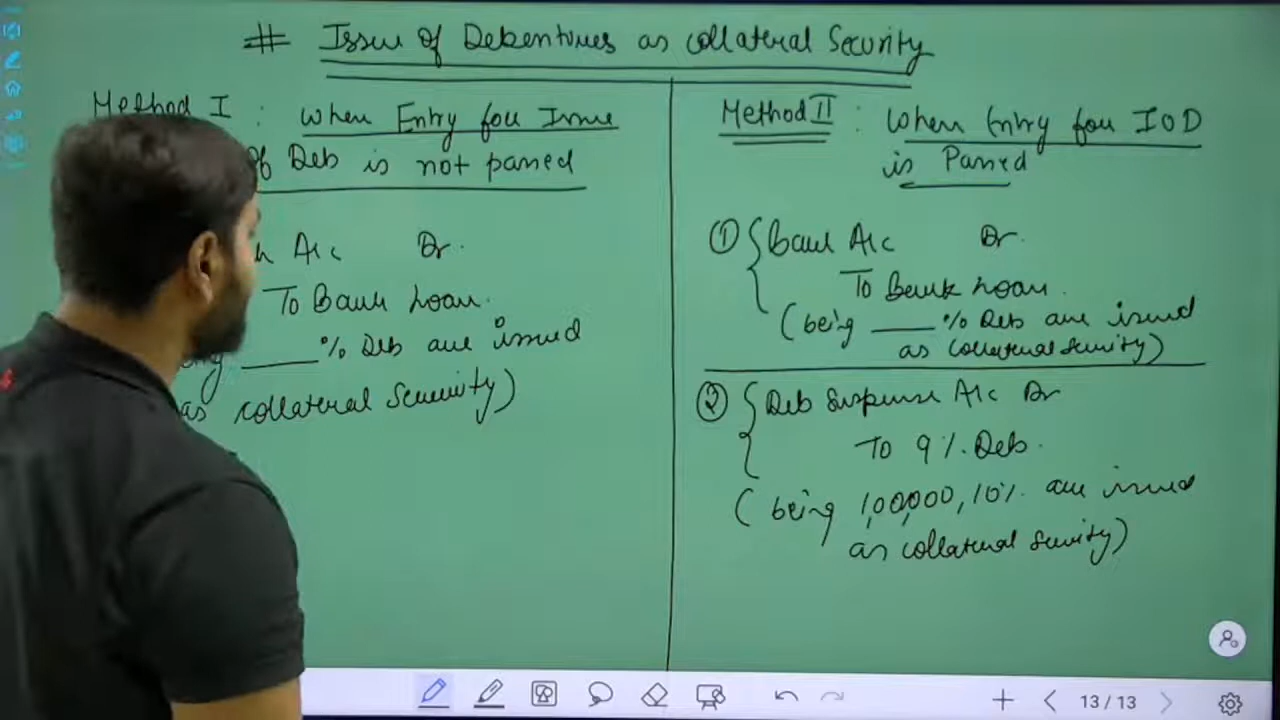 # Issue of Debentures as collateral Security
Method I : when Entry for Issue
of Deb is not passed
A/c Dr.
To Bank Loan.
____% Deb are issued
as collateral Security)
Method II : when Entry for IOD
is Passed
① Bank A/c Dr.
To Bank Loan.
(being ____% Deb are issued
as collateral Security)
② Deb Suspense A/c Dr
To 9%. Deb.
(being 1,00,000, 10%. are issued
as collateral Security)
13/13